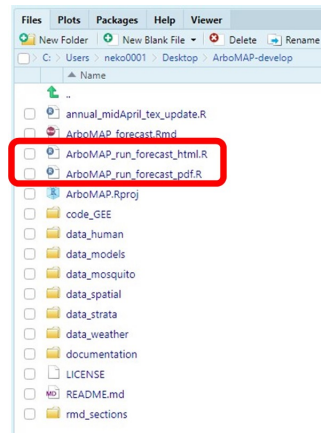 Files Plots Packages Help Viewer
New Folder New Blank File Delete Rename
C: Users neko0001 Desktop ArboMAP-develop
Name
..
annual_midApril_tex_update.R
ArboMAP_forecast.Rmd
ArboMAP_run_forecast_html.R
ArboMAP_run_forecast_pdf.R
ArboMAP.Rproj
code_GEE
data_human
data_models
data_mosquito
data_spatial
data_strata
data_weather
documentation
LICENSE
MD README.md
rmd_sections